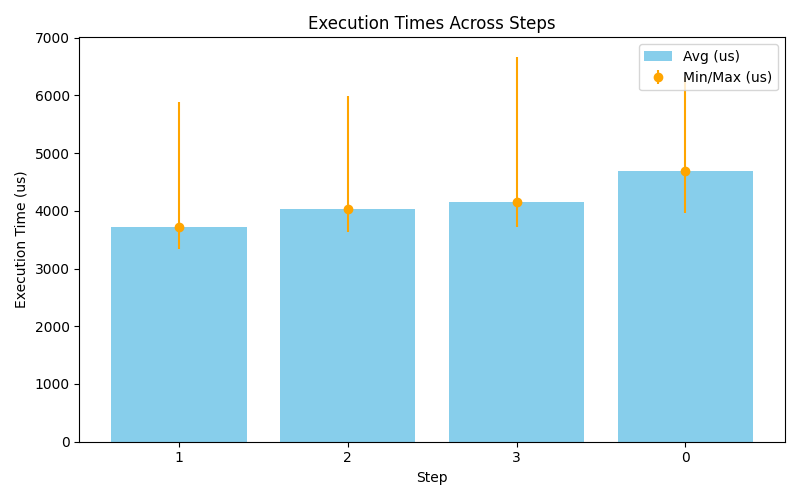 Execution Times Across Steps
Avg (us)
Min/Max (us)
Execution Time (us)
7000
6000
5000
4000
3000
2000
1000
0
1 2 3 0
Step